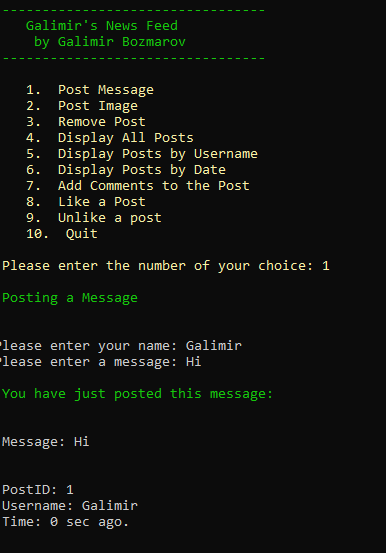 ---------------------------------
Galimir's News Feed
by Galimir Bozmarov
---------------------------------
1. Post Message
2. Post Image
3. Remove Post
4. Display All Posts
5. Display Posts by Username
6. Display Posts by Date
7. Add Comments to the Post
8. Like a Post
9. Unlike a post
10. Quit
Please enter the number of your choice: 1
Posting a Message
Please enter your name: Galimir
Please enter a message: Hi
You have just posted this message:
Message: Hi
PostID: 1
Username: Galimir
Time: 0 sec ago.